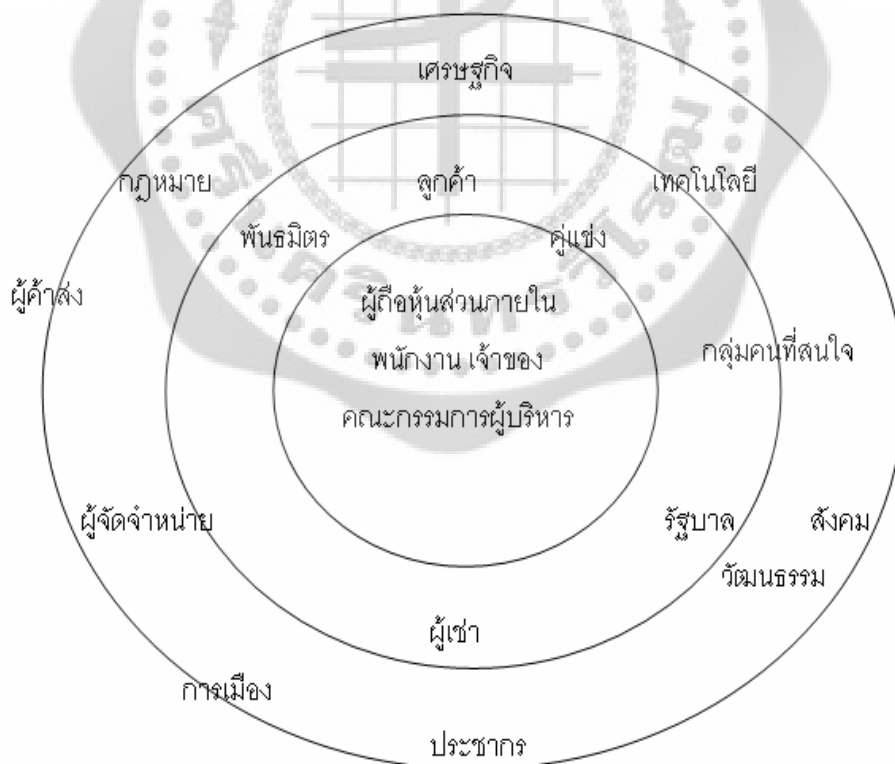 เศรษฐกิจ
กฎหมาย
ลูกค้า
เทคโนโลยี
พันธมิตร
คู่แข่ง
ผู้ค้าส่ง
ผู้ถือหุ้นส่วนภายใน
กลุ่มคนที่สนใจ
พนักงาน เจ้าของ
คณะกรรมการผู้บริหาร
ผู้จัดจำหน่าย
รัฐบาล
สังคม
วัฒนธรรม
ผู้เช่า
การเมือง
ประชากร